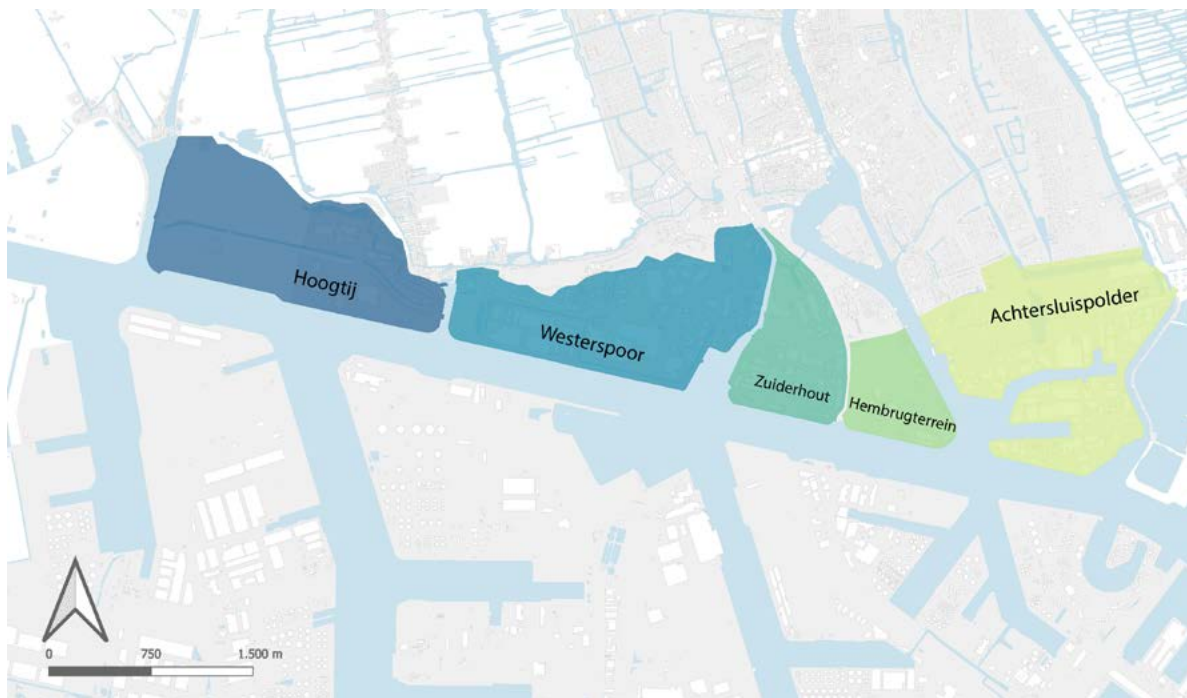 Hoogtij
Westerspoor
Zuiderhout
Hembrugterrein
Achtersluispolder
0 750 1.500 m